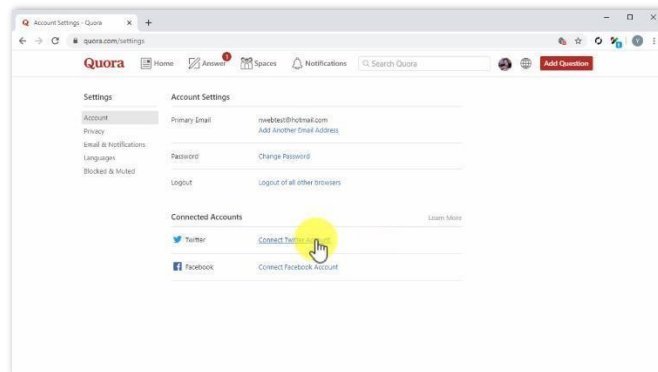 Account Settings - Quora
quora.com/settings
Quora Home Answer 1 Spaces Notifications Search Quora Add Question
Settings
Account
Privacy
Email & Notifications
Languages
Blocked & Muted
Account Settings
Primary Email nwebtest@hotmail.com
Add Another Email Address
Password Change Password
Logout Logout of all other browsers
Connected Accounts Learn More
Twitter Connect Twitter Account
Facebook Connect Facebook Account